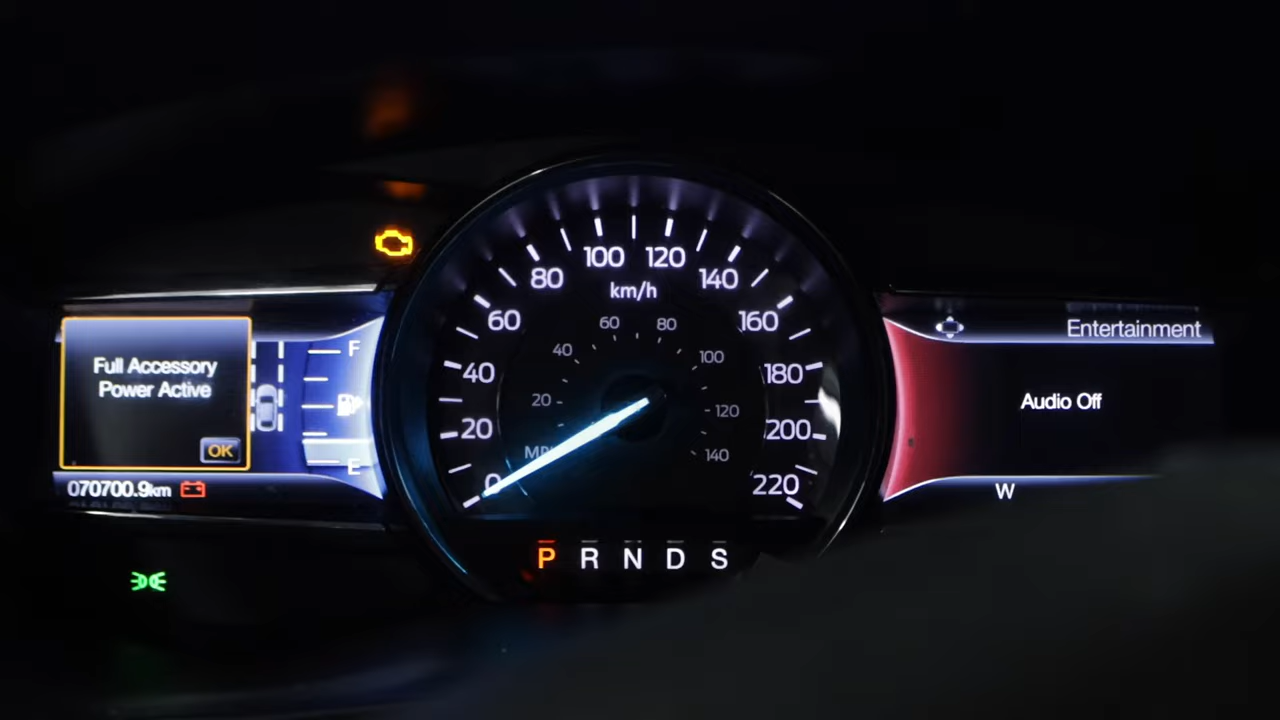 Full Accessory
Power Active
OK
F
E
070700.9km
0
20
40
60
80
100
120
140
160
180
200
220
km/h
20
40
60
80
100
120
140
P R N D S
Entertainment
Audio Off
W